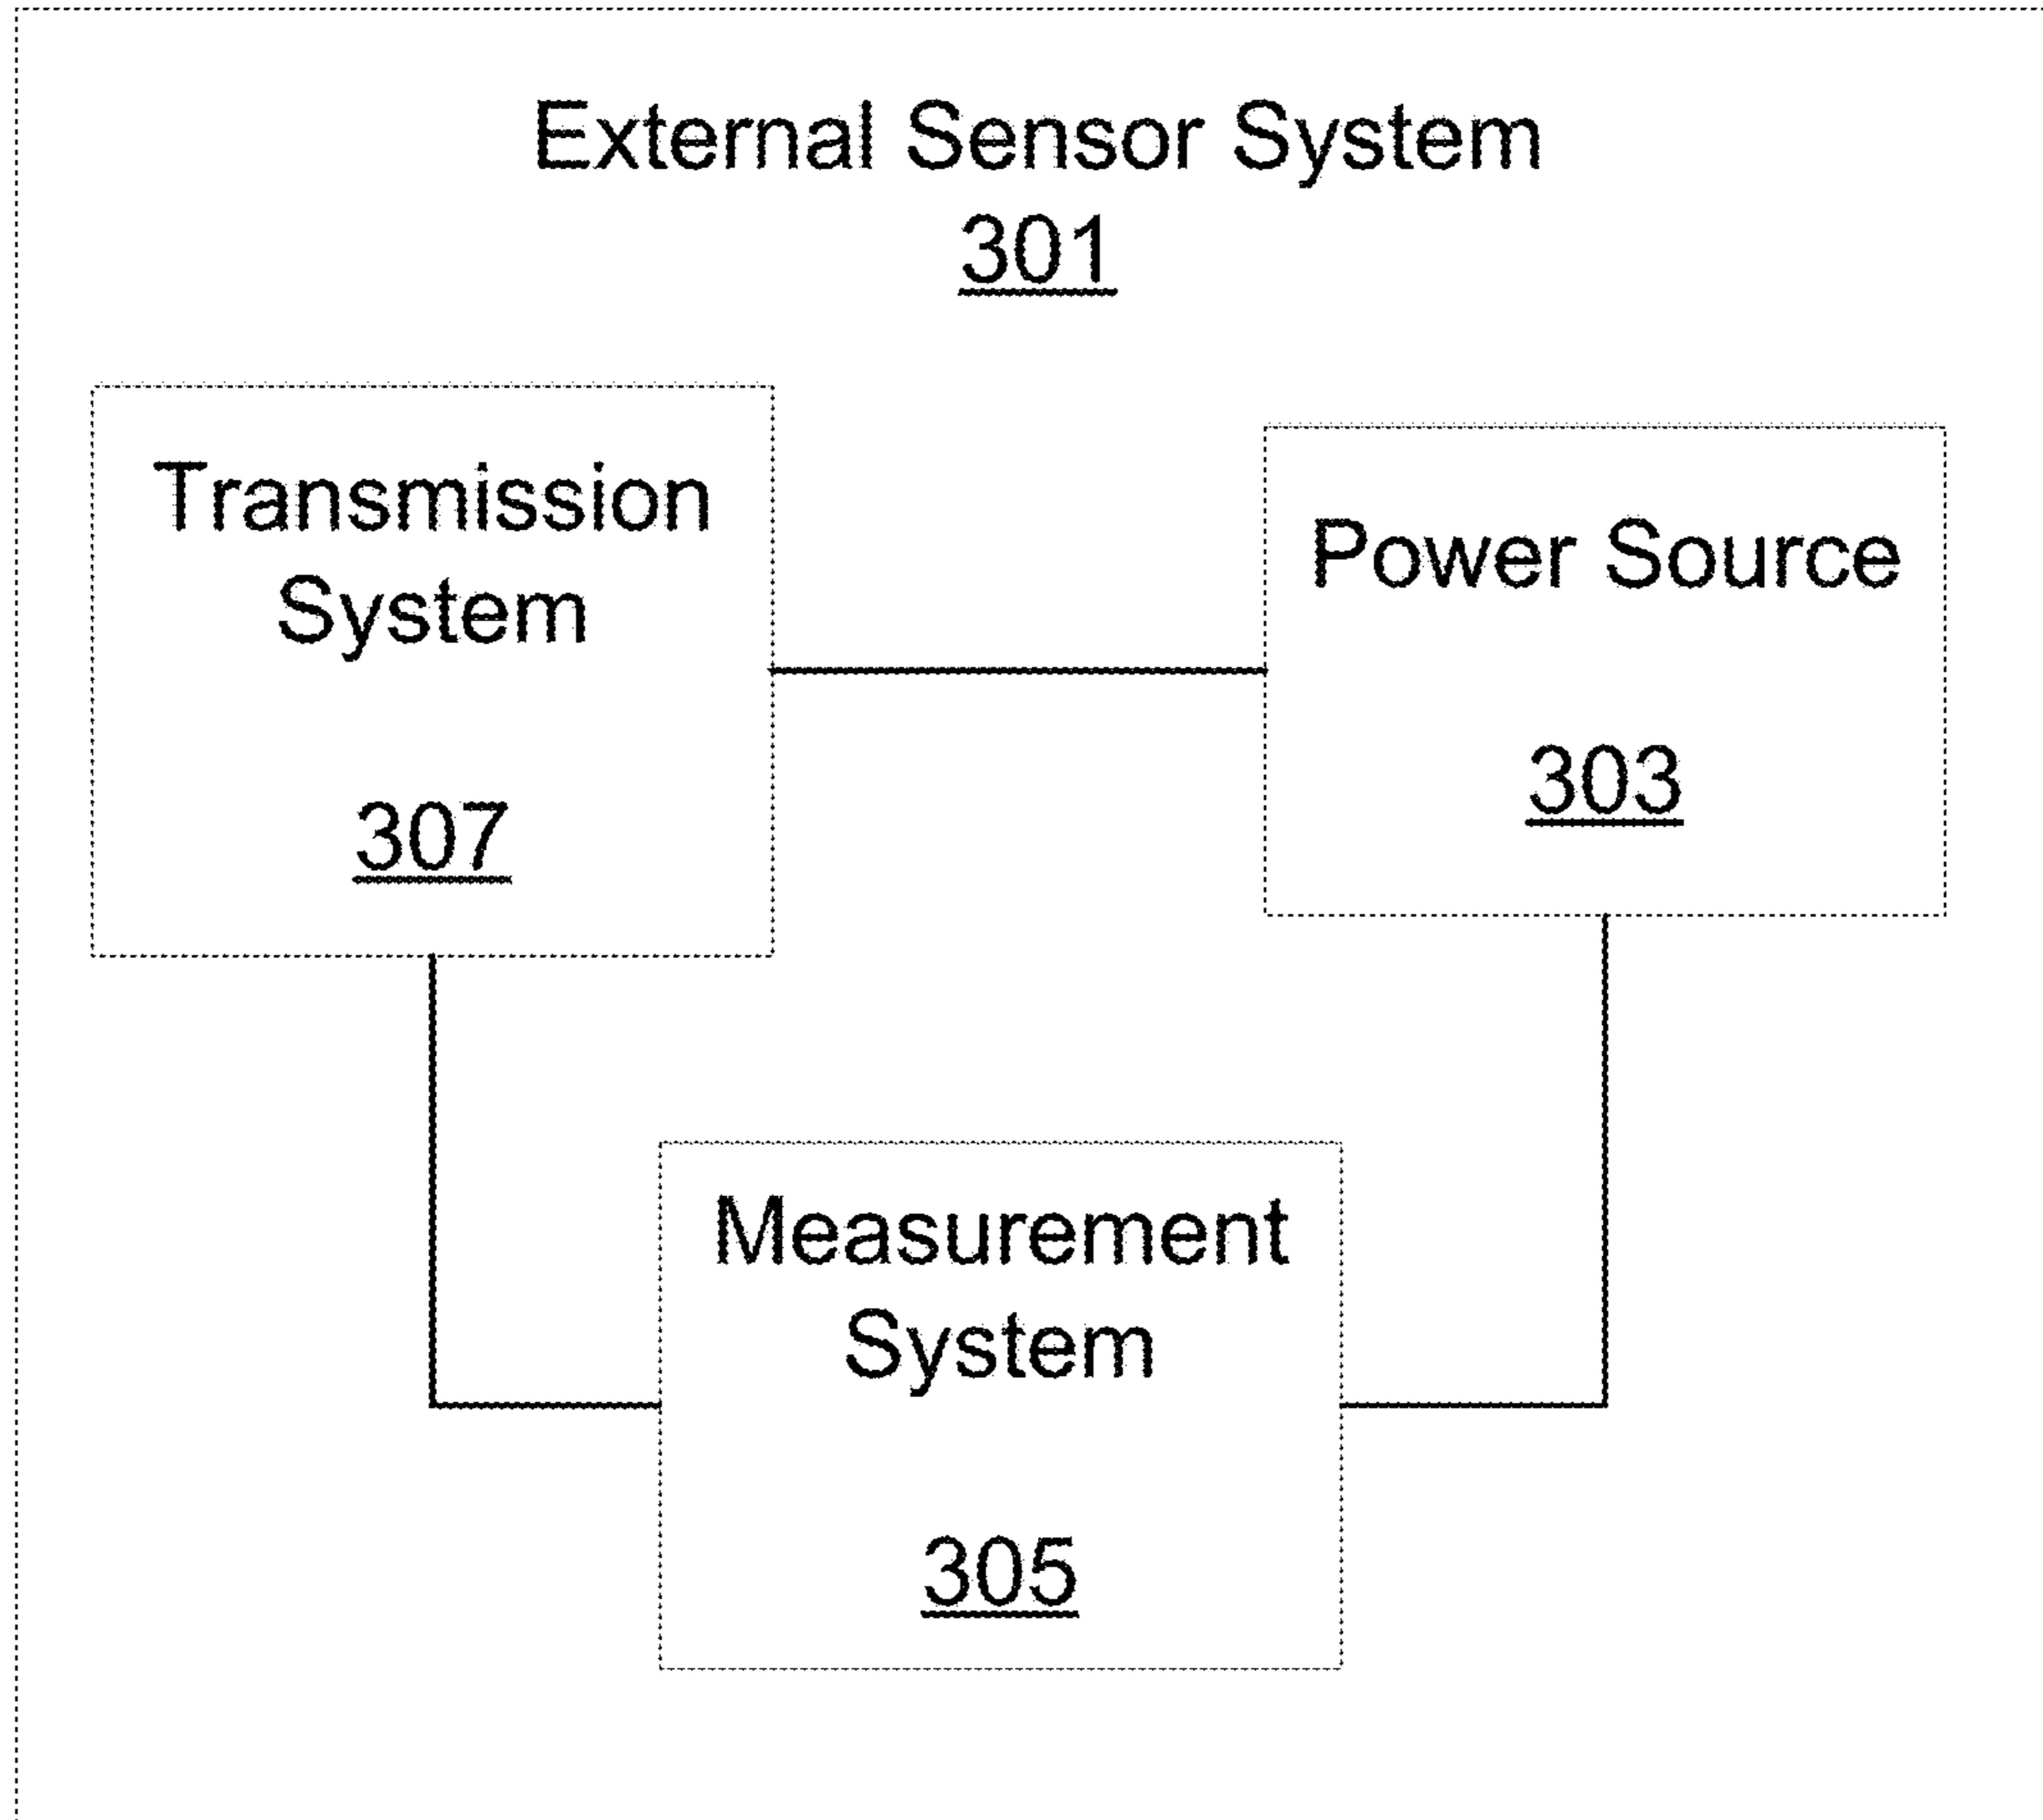 External Sensor System
301
Transmission
System
307
Power Source
303
Measurement
System
305